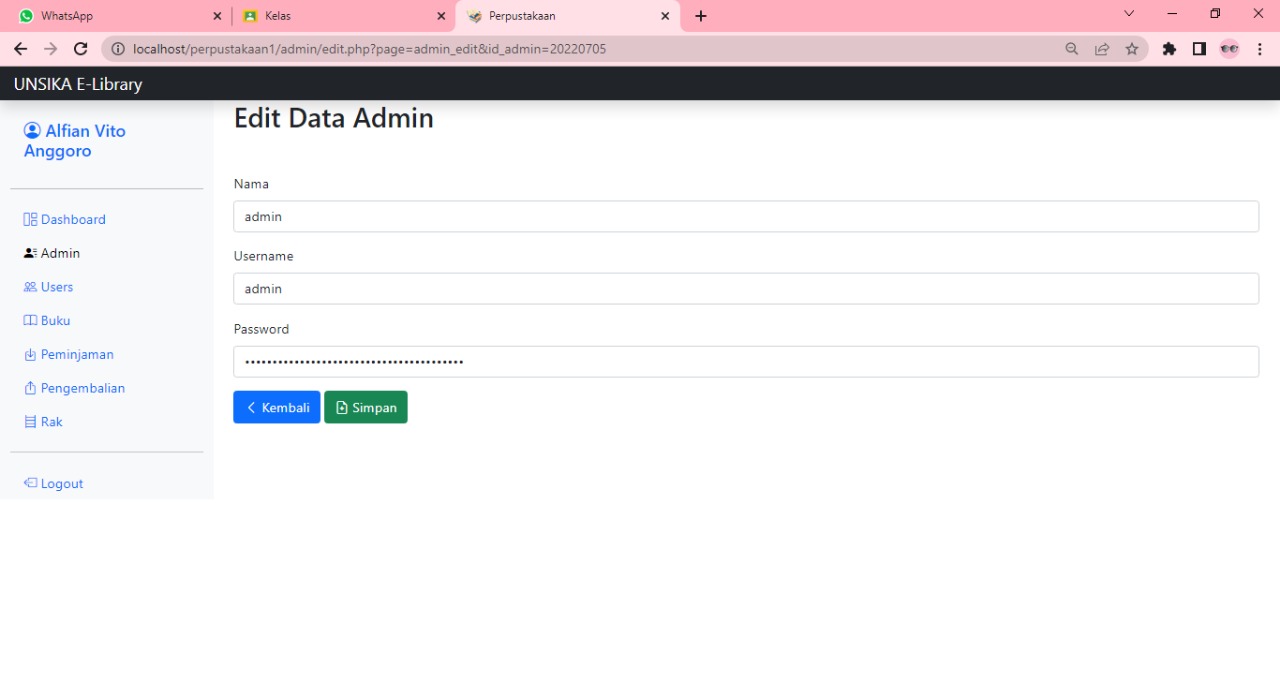 WhatsApp
Kelas
Perpustakaan
localhost/perpustakaan1/admin/edit.php?page=admin_edit&id_admin=20220705
UNSIKA E-Library
Alfian Vito
Anggoro
Dashboard
Admin
Users
Buku
Peminjaman
Pengembalian
Rak
Logout
Edit Data Admin
Nama
admin
Username
admin
Password
••••••••••••••••••••••••••••••••••••••••
Kembali
Simpan